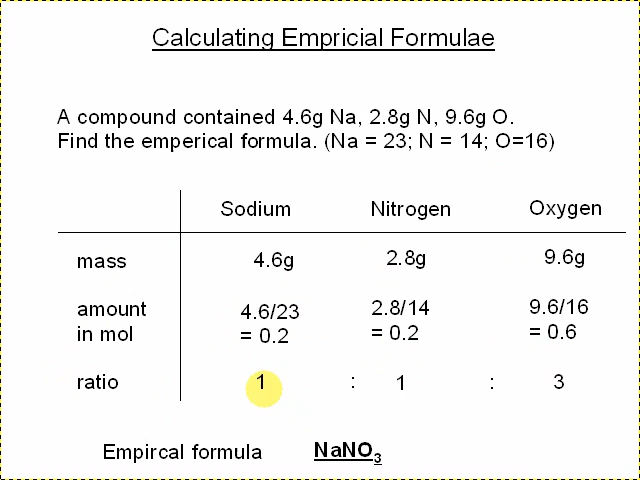 Calculating Empricial Formulae
A compound contained 4.6g Na, 2.8g N, 9.6g O.
Find the emperical formula. (Na = 23; N = 14; O=16)
Sodium Nitrogen Oxygen
mass 4.6g 2.8g 9.6g
amount 4.6/23 2.8/14 9.6/16
in mol = 0.2 = 0.2 = 0.6
ratio 1 : 1 : 3
Empircal formula NaNO₃